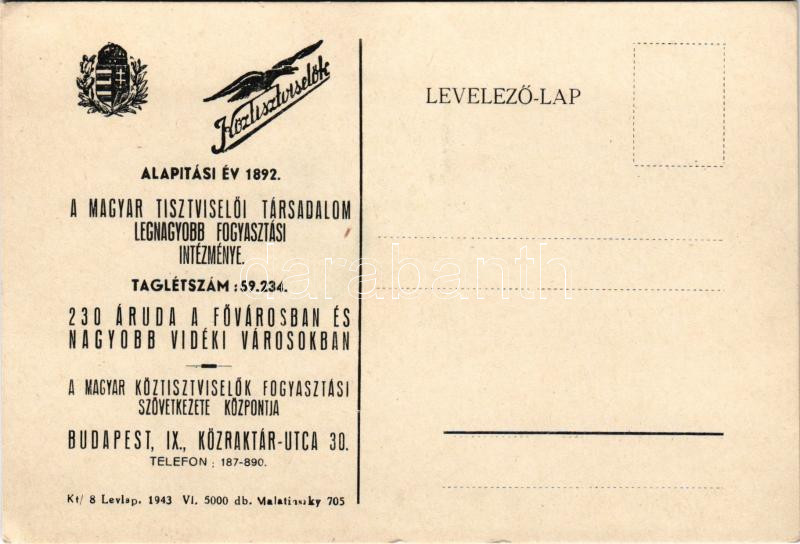 Köztisztviselők
ALAPITÁSI ÉV 1892.
A MAGYAR TISZTVISELŐI TÁRSADALOM
LEGNAGYOBB FOGYASZTÁSI
INTÉZMÉNYE.
TAGLÉTSZÁM : 59.234.
230 ÁRUDA A FŐVÁROSBAN ÉS
NAGYOBB VIDÉKI VÁROSOKBAN
A MAGYAR KÖZTISZTVISELŐK FOGYASZTÁSI
SZÖVETKEZETE KÖZPONTJA
BUDAPEST, IX., KÖZRAKTÁR-UTCA 30.
TELEFON : 187-890.
Kt/ 8 Levlap. 1943 VI. 5000 db. Malatinszky 705
LEVELEZŐ-LAP
darabanth